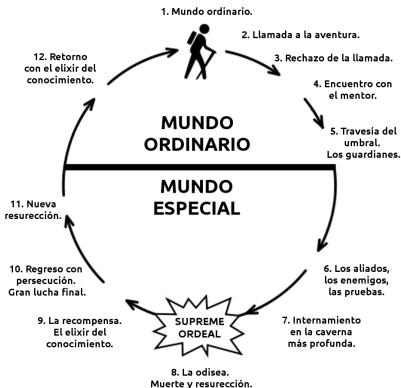 1. Mundo ordinario.
2. Llamada a la aventura.
3. Rechazo de la llamada.
4. Encuentro con
el mentor.
5. Travesía del
umbral.
Los guardianes.
6. Los aliados,
los enemigos,
las pruebas.
7. Internamiento
en la caverna
más profunda.
8. La odisea.
Muerte y resurección.
9. La recompensa.
El elixir del
conocimiento.
10. Regreso con
persecución.
Gran lucha final.
11. Nueva
resurección.
12. Retorno
con el elixir del
conocimiento.
MUNDO
ORDINARIO
MUNDO
ESPECIAL
SUPREME
ORDEAL